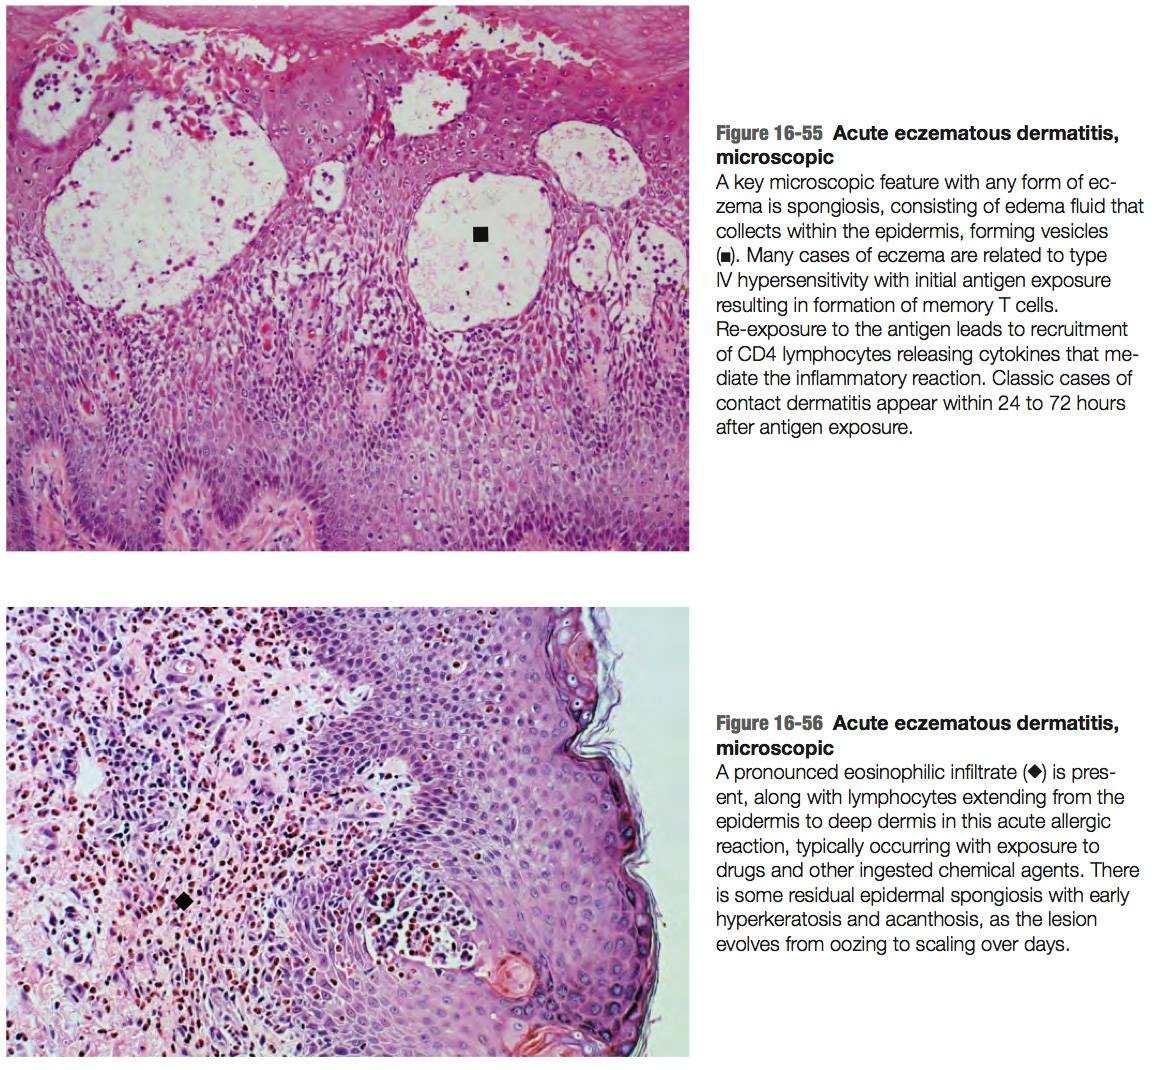 Figure 16-55 Acute eczematous dermatitis,
microscopic
A key microscopic feature with any form of ec-
zema is spongiosis, consisting of edema fluid that
collects within the epidermis, forming vesicles
(■). Many cases of eczema are related to type
IV hypersensitivity with initial antigen exposure
resulting in formation of memory T cells.
Re-exposure to the antigen leads to recruitment
of CD4 lymphocytes releasing cytokines that me-
diate the inflammatory reaction. Classic cases of
contact dermatitis appear within 24 to 72 hours
after antigen exposure.
Figure 16-56 Acute eczematous dermatitis,
microscopic
A pronounced eosinophilic infiltrate (◆) is pres-
ent, along with lymphocytes extending from the
epidermis to deep dermis in this acute allergic
reaction, typically occurring with exposure to
drugs and other ingested chemical agents. There
is some residual epidermal spongiosis with early
hyperkeratosis and acanthosis, as the lesion
evolves from oozing to scaling over days.